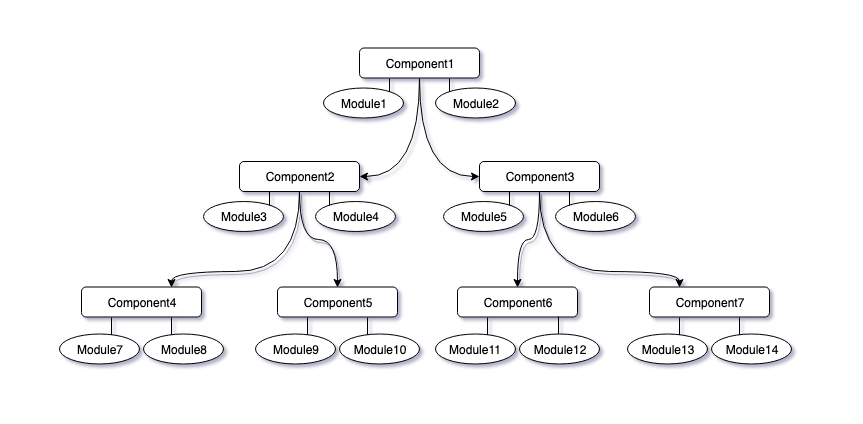 Component1
Module1
Module2
Component2
Component3
Module3
Module4
Module5
Module6
Component4
Component5
Component6
Component7
Module7
Module8
Module9
Module10
Module11
Module12
Module13
Module14